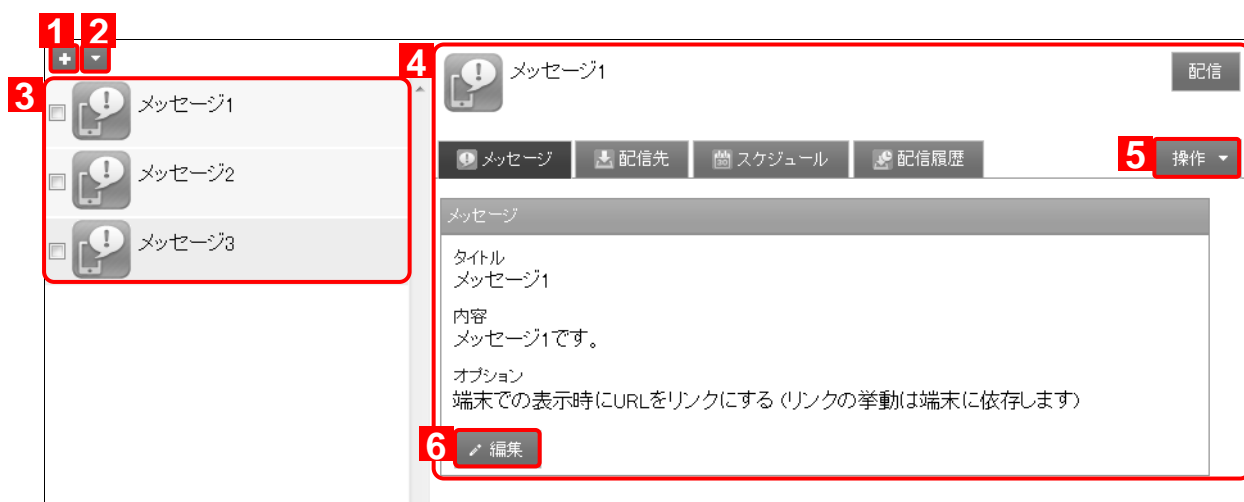 1 2
3
メッセージ1
メッセージ2
メッセージ3
4
メッセージ1
配信
メッセージ 配信先 スケジュール 配信履歴
5 操作
メッセージ
タイトル
メッセージ1
内容
メッセージ1です。
オプション
端末での表示時にURLをリンクにする（リンクの挙動は端末に依存します）
6 編集